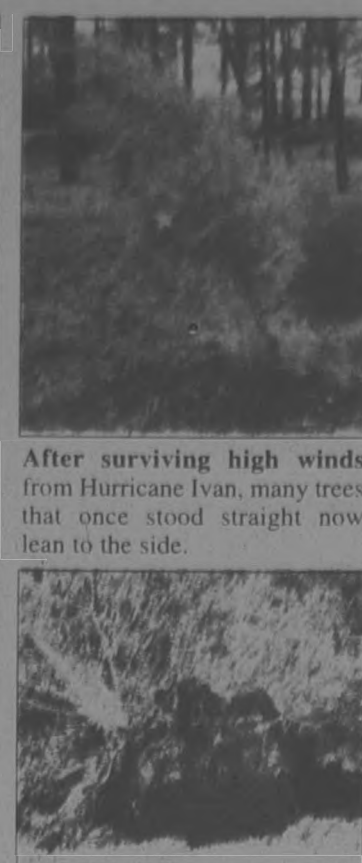 After surviving high winds
from Hurricane Ivan, many trees
that once stood straight now
lean to the side.